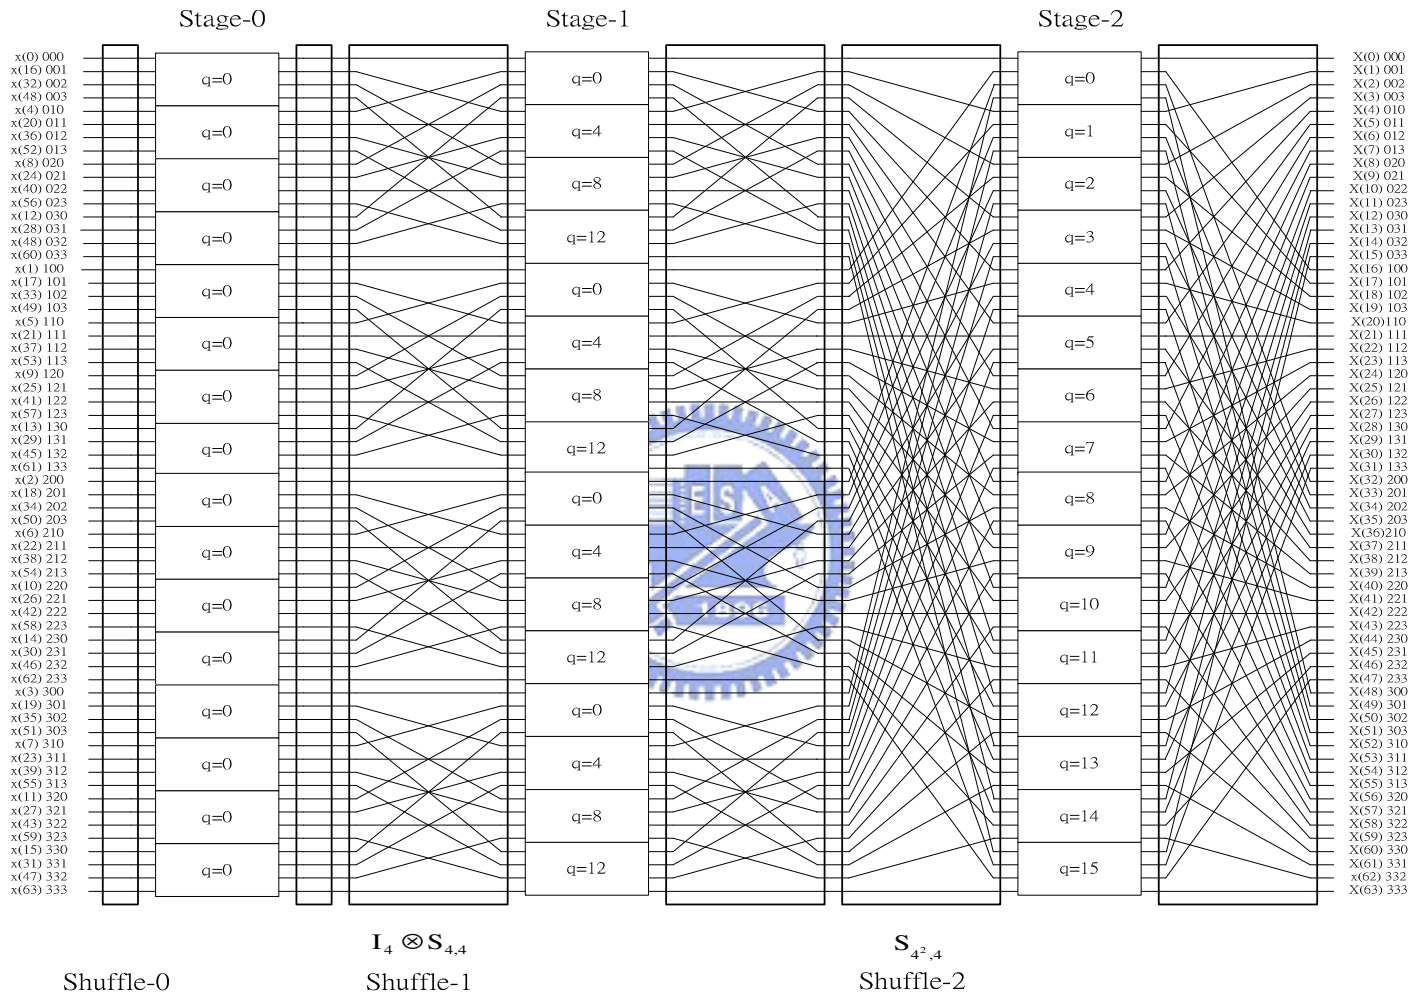 Stage-0 Stage-1 Stage-2
x(0) 000 X(0) 000
x(16) 001 X(1) 001
x(32) 002 X(2) 002
x(48) 003 X(3) 003
x(4) 010 X(4) 010
x(20) 011 X(5) 011
x(36) 012 X(6) 012
x(52) 013 X(7) 013
x(8) 020 X(8) 020
x(24) 021 X(9) 021
x(40) 022 X(10) 022
x(56) 023 X(11) 023
x(12) 030 X(12) 030
x(28) 031 X(13) 031
x(48) 032 X(14) 032
x(60) 033 X(15) 033
x(1) 100 X(16) 100
x(17) 101 X(17) 101
x(33) 102 X(18) 102
x(49) 103 X(19) 103
x(5) 110 X(20)110
x(21) 111 X(21) 111
x(37) 112 X(22) 112
x(53) 113 X(23) 113
x(9) 120 X(24) 120
x(25) 121 X(25) 121
x(41) 122 X(26) 122
x(57) 123 X(27) 123
x(13) 130 X(28) 130
x(29) 131 X(29) 131
x(45) 132 X(30) 132
x(61) 133 X(31) 133
x(2) 200 X(32) 200
x(18) 201 X(33) 201
x(34) 202 X(34) 202
x(50) 203 X(35) 203
x(6) 210 X(36)210
x(22) 211 X(37) 211
x(38) 212 X(38) 212
x(54) 213 X(39) 213
x(10) 220 X(40) 220
x(26) 221 X(41) 221
x(42) 222 X(42) 222
x(58) 223 X(43) 223
x(14) 230 X(44) 230
x(30) 231 X(45) 231
x(46) 232 X(46) 232
x(62) 233 X(47) 233
x(3) 300 X(48) 300
x(19) 301 X(49) 301
x(35) 302 X(50) 302
x(51) 303 X(51) 303
x(7) 310 X(52) 310
x(23) 311 X(53) 311
x(39) 312 X(54) 312
x(55) 313 X(55) 313
x(11) 320 X(56) 320
x(27) 321 X(57) 321
x(43) 322 X(58) 322
x(59) 323 X(59) 323
x(15) 330 X(60) 330
x(31) 331 X(61) 331
x(47) 332 x(62) 332
x(63) 333 X(63) 333
q=0 q=0 q=0
q=0 q=4 q=1
q=0 q=8 q=2
q=0 q=12 q=3
q=0 q=0 q=4
q=0 q=4 q=5
q=0 q=8 q=6
q=0 q=12 q=7
q=0 q=0 q=8
q=0 q=4 q=9
q=0 q=8 q=10
q=0 q=12 q=11
q=0 q=0 q=12
q=0 q=4 q=13
q=0 q=8 q=14
q=0 q=12 q=15
ESA
1896
I₄ ⊗ S₄,₄ S₄²,₄
Shuffle-0 Shuffle-1 Shuffle-2